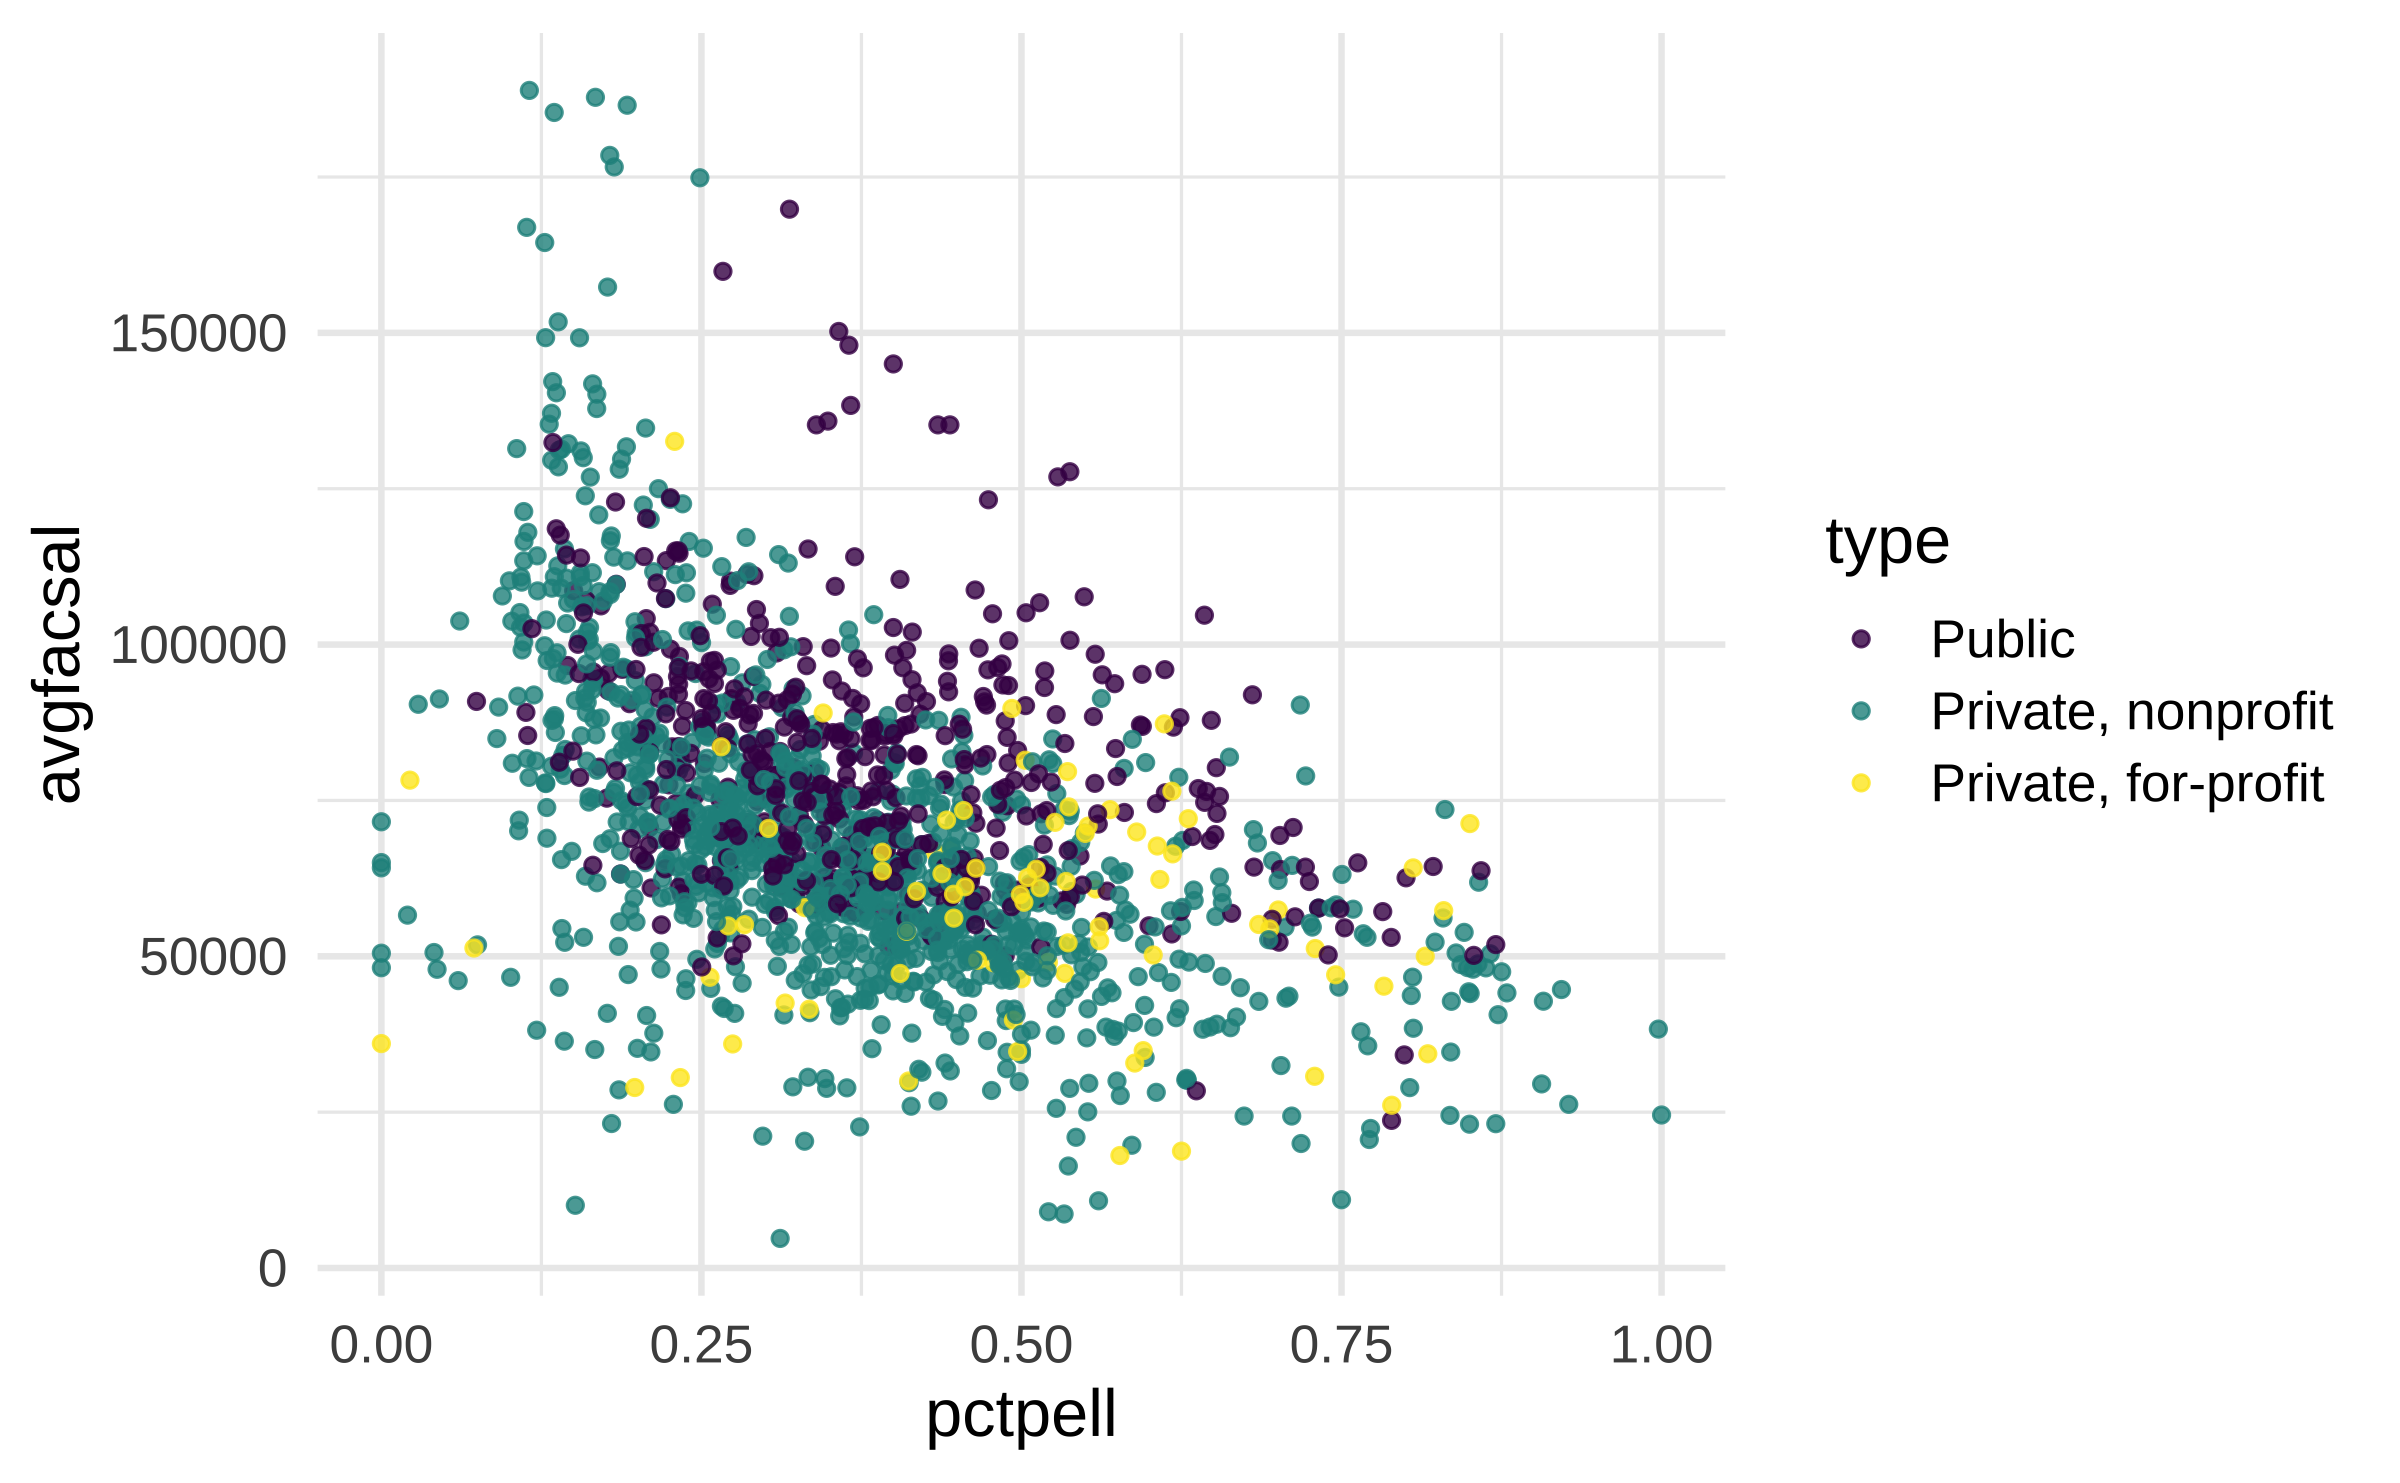 avgfacsal
150000
100000
50000
0
0.00 0.25 0.50 0.75 1.00
pctpell
type
Public
Private, nonprofit
Private, for-profit